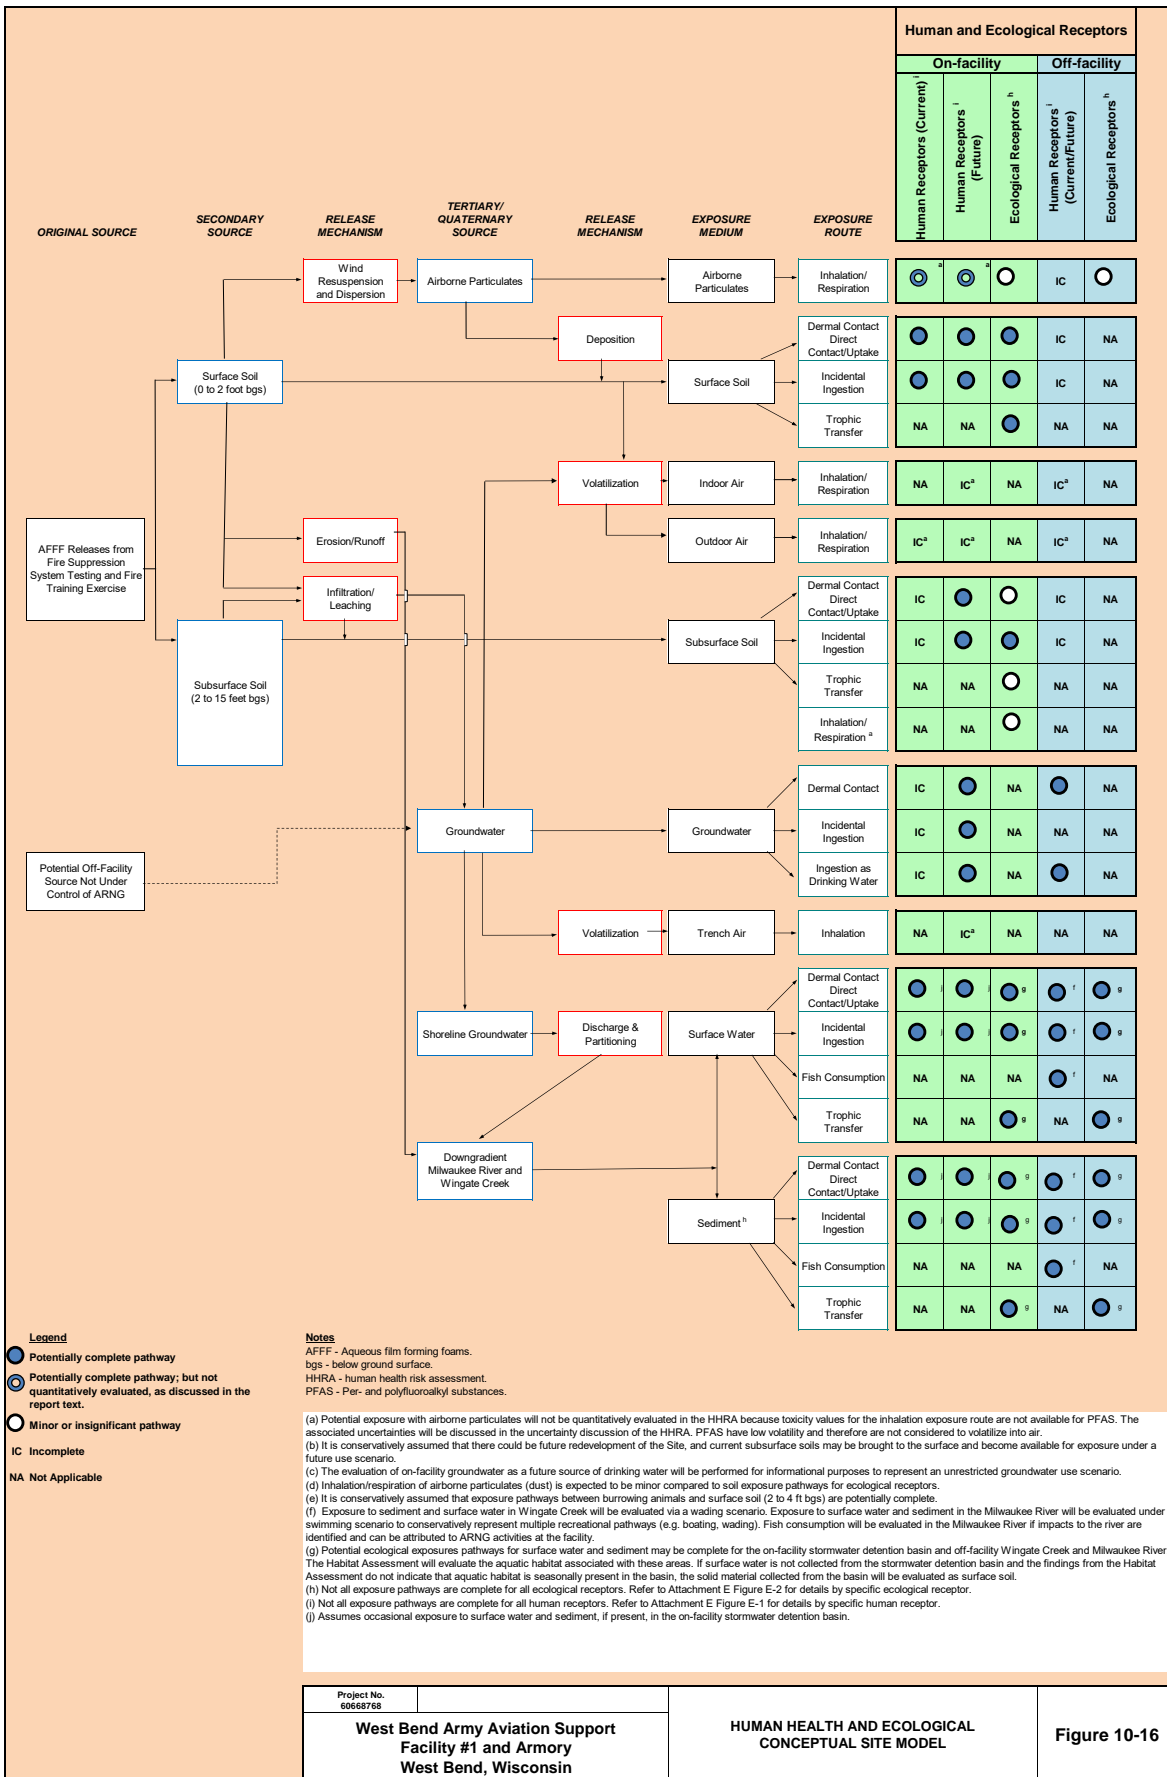 Human and Ecological Receptors
On-facility
Off-facility
Human Receptors (Current) i
Human Receptors i
(Future)
Ecological Receptors h
Human Receptors i
(Current/Future)
Ecological Receptors h
ORIGINAL SOURCE
SECONDARY
SOURCE
RELEASE
MECHANISM
TERTIARY/
QUATERNARY
SOURCE
RELEASE
MECHANISM
EXPOSURE
MEDIUM
EXPOSURE
ROUTE
Wind
Resuspension
and Dispersion
Airborne Particulates
Airborne
Particulates
Inhalation/
Respiration
a
a
IC
Deposition
Dermal Contact
Direct
Contact/Uptake
IC
NA
Surface Soil
(0 to 2 foot bgs)
Surface Soil
Incidental
Ingestion
IC
NA
Trophic
Transfer
NA
NA
NA
NA
Volatilization
Indoor Air
Inhalation/
Respiration
NA
ICa
NA
ICa
NA
AFFF Releases from
Fire Suppression
System Testing and Fire
Training Exercise
Erosion/Runoff
Outdoor Air
Inhalation/
Respiration
ICa
ICa
NA
ICa
NA
Infiltration/
Leaching
Dermal Contact
Direct
Contact/Uptake
IC
IC
NA
Subsurface Soil
(2 to 15 feet bgs)
Subsurface Soil
Incidental
Ingestion
IC
IC
NA
Trophic
Transfer
NA
NA
NA
NA
Inhalation/
Respiration a
NA
NA
NA
NA
Dermal Contact
IC
NA
NA
Groundwater
Groundwater
Incidental
Ingestion
IC
NA
NA
NA
Potential Off-Facility
Source Not Under
Control of ARNG
Ingestion as
Drinking Water
IC
NA
NA
Volatilization
Trench Air
Inhalation
NA
ICa
NA
NA
NA
Dermal Contact
Direct
Contact/Uptake
j
j
g
f
g
Shoreline Groundwater
Discharge &
Partitioning
Surface Water
Incidental
Ingestion
j
j
g
f
g
Fish Consumption
NA
NA
NA
f
NA
Trophic
Transfer
NA
NA
g
NA
g
Downgradient
Milwaukee River and
Wingate Creek
Dermal Contact
Direct
Contact/Uptake
j
j
g
f
g
Sediment h
Incidental
Ingestion
j
j
g
f
g
Fish Consumption
NA
NA
NA
f
NA
Trophic
Transfer
NA
NA
g
NA
g
Legend
Potentially complete pathway
Potentially complete pathway; but not
quantitatively evaluated, as discussed in the
report text.
Minor or insignificant pathway
IC Incomplete
NA Not Applicable
Notes
AFFF - Aqueous film forming foams.
bgs - below ground surface.
HHRA - human health risk assessment.
PFAS - Per- and polyfluoroalkyl substances.
(a) Potential exposure with airborne particulates will not be quantitatively evaluated in the HHRA because toxicity values for the inhalation exposure route are not available for PFAS. The
associated uncertainties will be discussed in the uncertainty discussion of the HHRA. PFAS have low volatility and therefore are not considered to volatilize into air.
(b) It is conservatively assumed that there could be future redevelopment of the Site, and current subsurface soils may be brought to the surface and become available for exposure under a
future use scenario.
(c) The evaluation of on-facility groundwater as a future source of drinking water will be performed for informational purposes to represent an unrestricted groundwater use scenario.
(d) Inhalation/respiration of airborne particulates (dust) is expected to be minor compared to soil exposure pathways for ecological receptors.
(e) It is conservatively assumed that exposure pathways between burrowing animals and surface soil (2 to 4 ft bgs) are potentially complete.
(f) Exposure to sediment and surface water in Wingate Creek will be evaluated via a wading scenario. Exposure to surface water and sediment in the Milwaukee River will be evaluated under
swimming scenario to conservatively represent multiple recreational pathways (e.g. boating, wading). Fish consumption will be evaluated in the Milwaukee River if impacts to the river are
identified and can be attributed to ARNG activities at the facility.
(g) Potential ecological exposures pathways for surface water and sediment may be complete for the on-facility stormwater detention basin and off-facility Wingate Creek and Milwaukee River
The Habitat Assessment will evaluate the aquatic habitat associated with these areas. If surface water is not collected from the stormwater detention basin and the findings from the Habitat
Assessment do not indicate that aquatic habitat is seasonally present in the basin, the solid material collected from the basin will be evaluated as surface soil.
(h) Not all exposure pathways are complete for all ecological receptors. Refer to Attachment E Figure E-2 for details by specific ecological receptor.
(i) Not all exposure pathways are complete for all human receptors. Refer to Attachment E Figure E-1 for details by specific human receptor.
(j) Assumes occasional exposure to surface water and sediment, if present, in the on-facility stormwater detention basin.
Project No.
60668768
West Bend Army Aviation Support
Facility #1 and Armory
West Bend, Wisconsin
HUMAN HEALTH AND ECOLOGICAL
CONCEPTUAL SITE MODEL
Figure 10-16